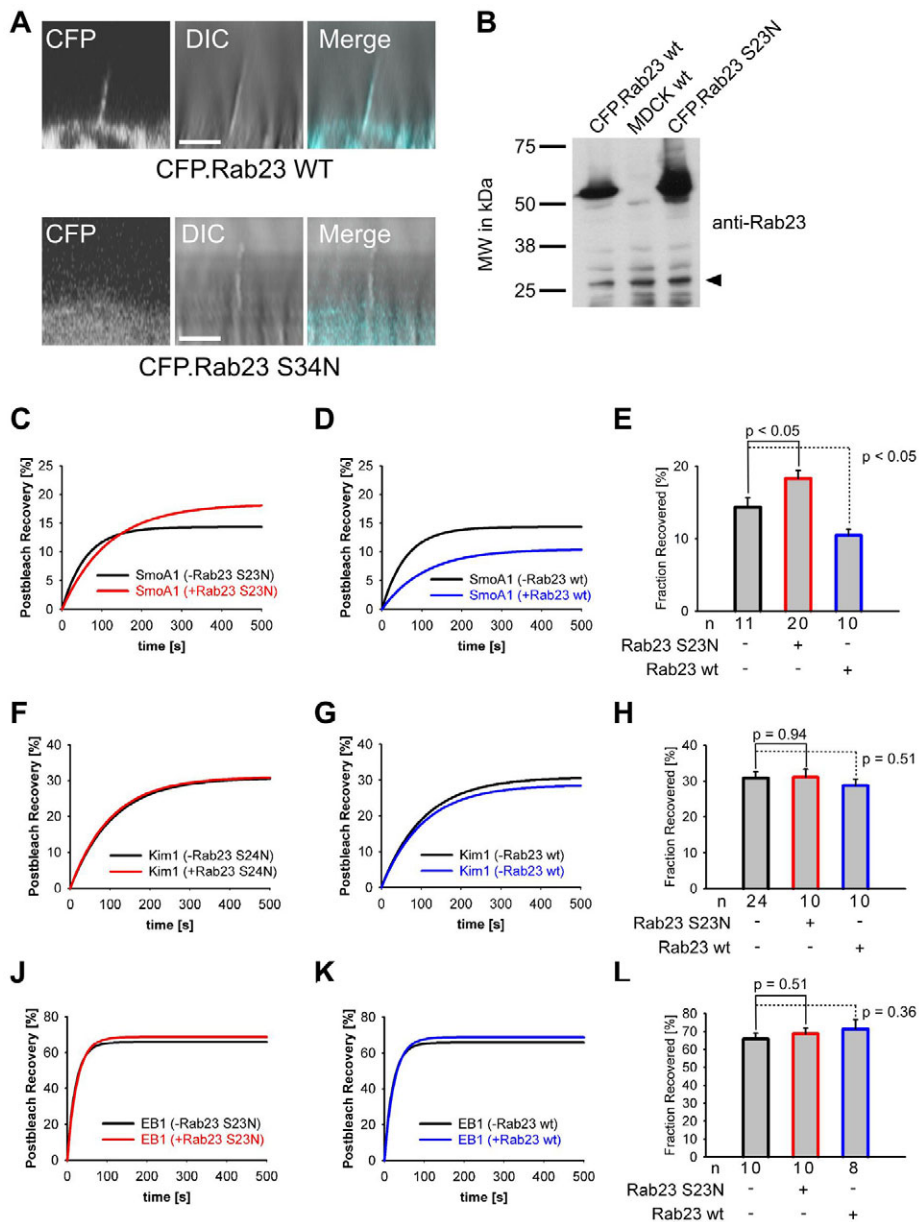 A
CFP
DIC
Merge
CFP.Rab23 WT
CFP
DIC
Merge
CFP.Rab23 S34N
B
CFP.Rab23 wt
MDCK wt
CFP.Rab23 S23N
MW in kDa
75
50
38
25
anti-Rab23
C
Postbleach Recovery [%]
25
20
15
10
5
0
SmoA1 (-Rab23 S23N)
SmoA1 (+Rab23 S23N)
0 100 200 300 400 500
time [s]
D
Postbleach Recovery [%]
25
20
15
10
5
0
SmoA1 (-Rab23 wt)
SmoA1 (+Rab23 wt)
0 100 200 300 400 500
time [s]
E
p < 0.05
p < 0.05
Fraction Recovered [%]
20
10
0
n 11 20 10
Rab23 S23N - + -
Rab23 wt - - +
F
Postbleach Recovery [%]
40
30
20
10
0
Kim1 (-Rab23 S24N)
Kim1 (+Rab23 S24N)
0 100 200 300 400 500
time [s]
G
Postbleach Recovery [%]
40
30
20
10
0
Kim1 (-Rab23 wt)
Kim1 (-Rab23 wt)
0 100 200 300 400 500
time [s]
H
p = 0.94
p = 0.51
Fraction Recovered [%]
40
30
20
10
0
n 24 10 10
Rab23 S23N - + -
Rab23 wt - - +
J
Postbleach Recovery [%]
80
60
40
20
0
EB1 (-Rab23 S23N)
EB1 (+Rab23 S23N)
0 100 200 300 400 500
time [s]
K
Postbleach Recovery [%]
80
60
40
20
0
EB1 (-Rab23 wt)
EB1 (+Rab23 wt)
0 100 200 300 400 500
time [s]
L
p = 0.51
p = 0.36
Fraction Recovered [%]
80
70
60
50
40
30
20
10
0
n 10 10 8
Rab23 S23N - + -
Rab23 wt - - +